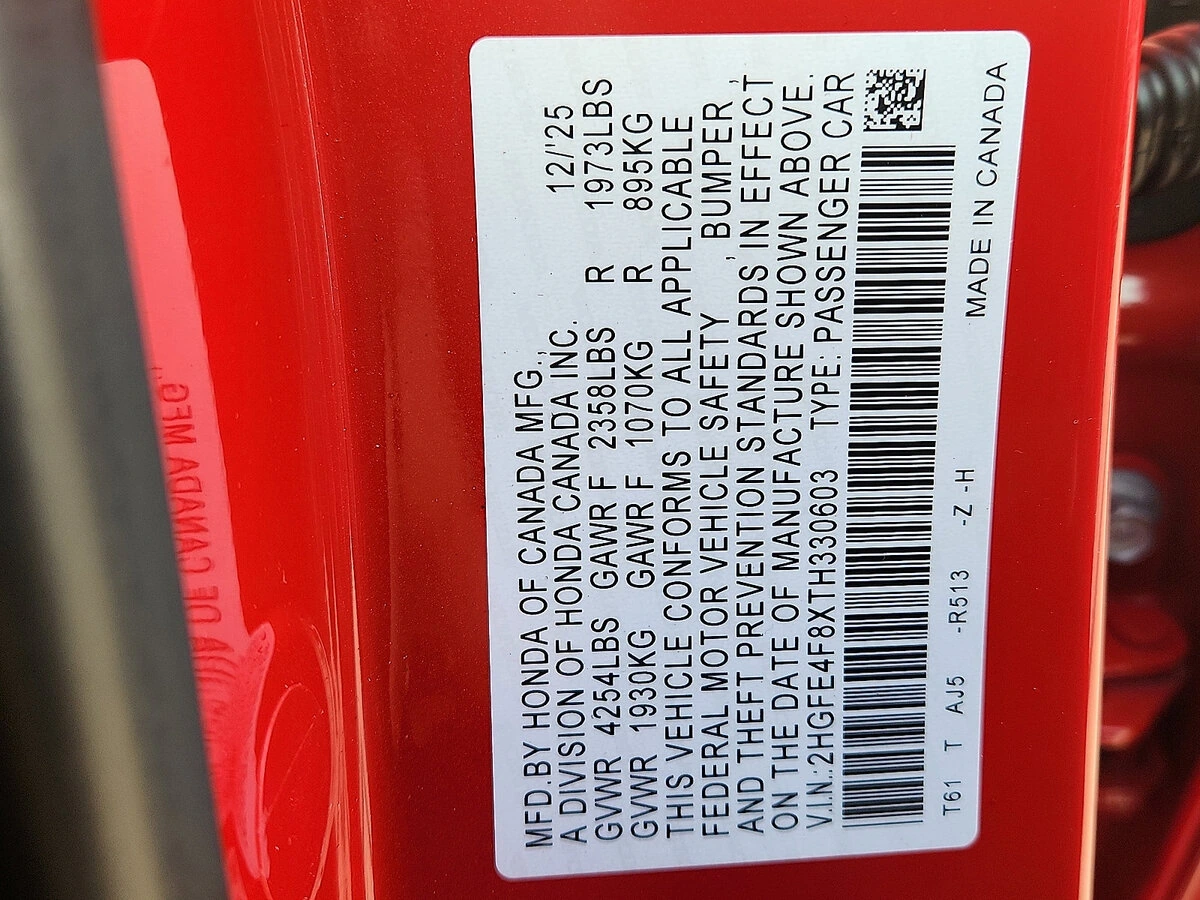 MFD.BY HONDA OF CANADA MFG.,
A DIVISION OF HONDA CANADA INC. 12/'25
GVWR 4254LBS GAWR F 2358LBS R 1973LBS
GVWR 1930KG GAWR F 1070KG R 895KG
THIS VEHICLE CONFORMS TO ALL APPLICABLE
FEDERAL MOTOR VEHICLE SAFETY , BUMPER ,
AND THEFT PREVENTION STANDARDS IN EFFECT
ON THE DATE OF MANUFACTURE SHOWN ABOVE.
V.I.N.:2HGFE4F8XTH330603 TYPE: PASSENGER CAR
T61 T AJ5 -R513 -Z -H MADE IN CANADA